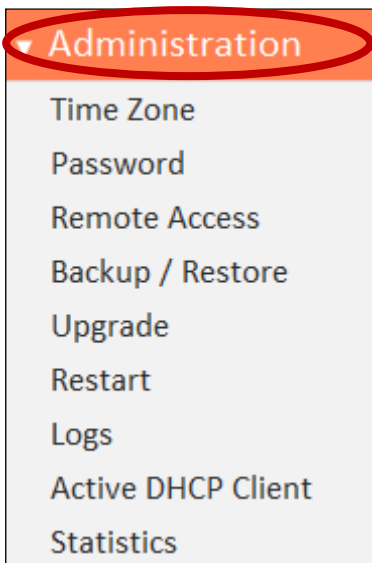 Administration
Time Zone
Password
Remote Access
Backup / Restore
Upgrade
Restart
Logs
Active DHCP Client
Statistics